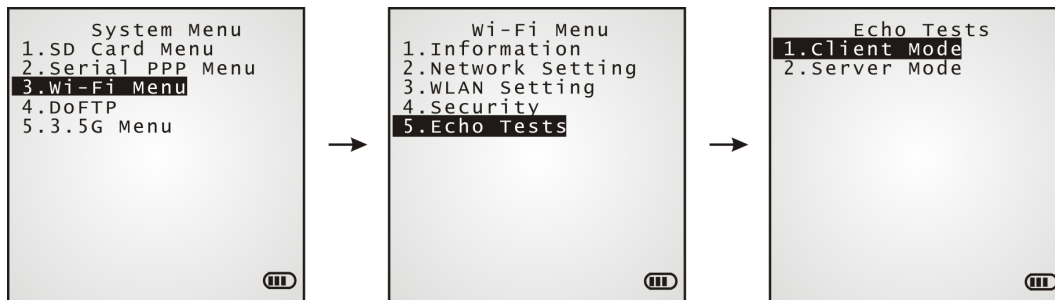 System Menu
1.SD Card Menu
2.Serial PPP Menu
3.Wi-Fi Menu
4.DoFTP
5.3.5G Menu
Wi-Fi Menu
1.Information
2.Network Setting
3.WLAN Setting
4.Security
5.Echo Tests
Echo Tests
1.Client Mode
2.Server Mode